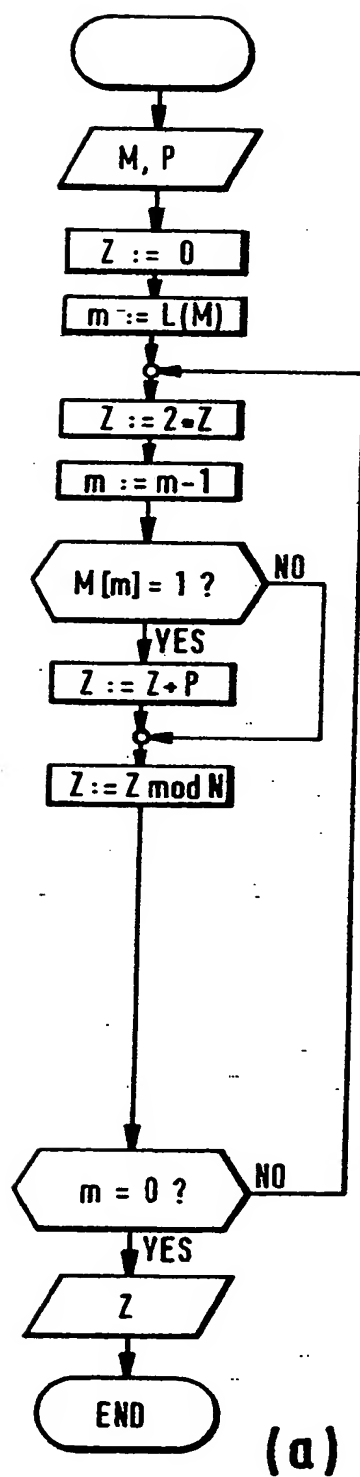 M, P
Z := 0
m := L(M)
Z := 2*Z
m := m-1
M[m] = 1 ?
NO
YES
Z := Z + P
Z := Z mod N
m = 0 ?
NO
YES
Z
END
(a)